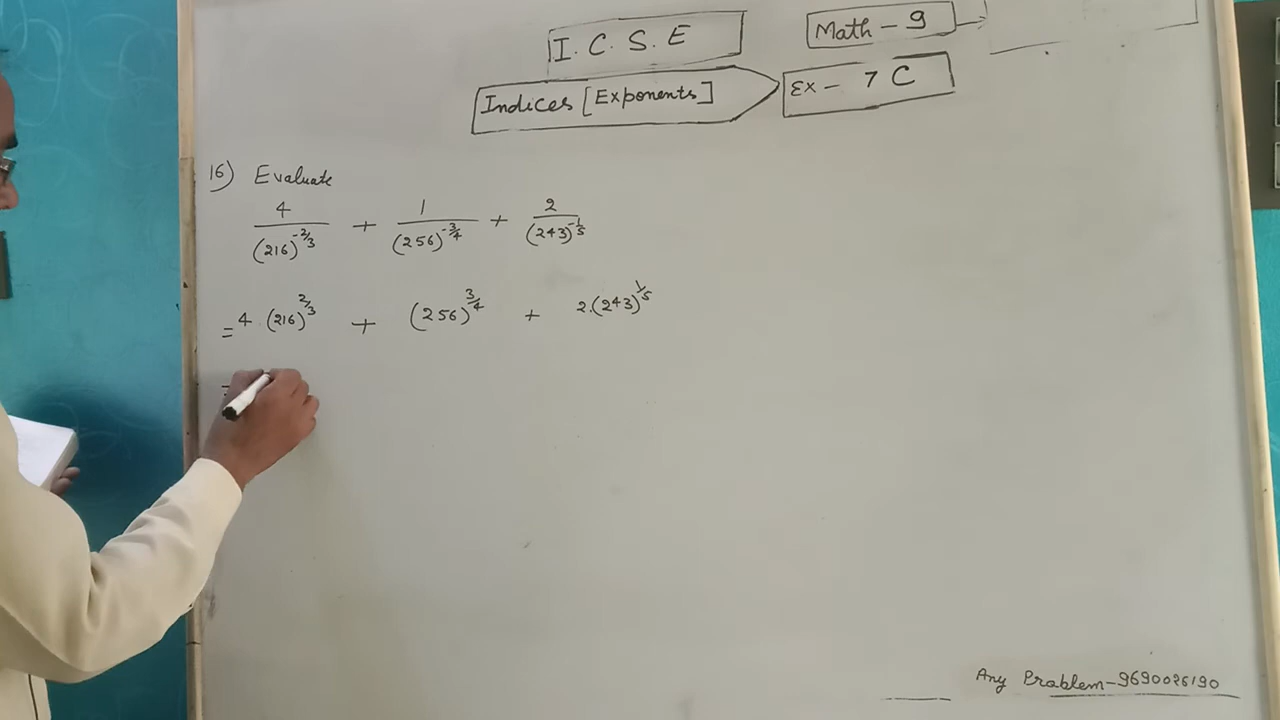 I. C. S. E
Math - 9
Indices [Exponents]
Ex - 7 C
16) Evaluate
4/(216)^{-2/3} + 1/(256)^{-3/4} + 2/(243)^{-1/5}
= 4 . (216)^{2/3} + (256)^{3/4} + 2.(243)^{1/5}
Any Problem-9690026190